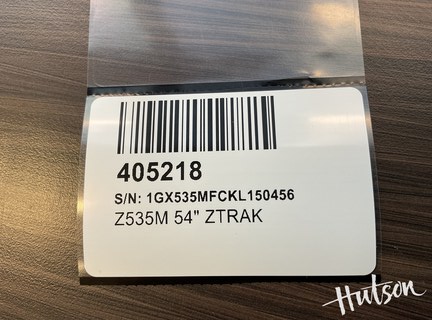 405218
S/N: 1GX535MFCKL150456
Z535M 54" ZTRAK
Hutson